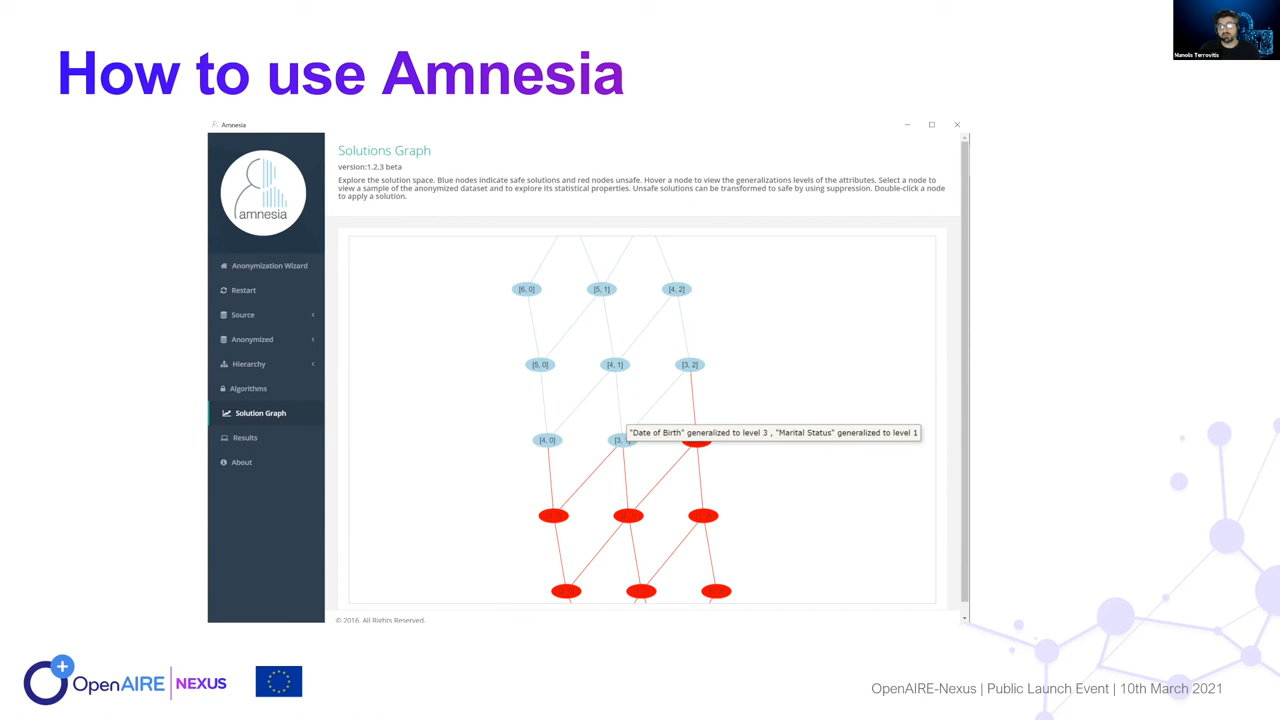 How to use Amnesia
Manolis Terrovitis
Amnesia
Solutions Graph
version:1.2.3 beta
Explore the solution space. Blue nodes indicate safe solutions and red nodes unsafe. Hover a node to view the generalizations levels of the attributes. Select a node to
view a sample of the anonymized dataset and to explore its statistical properties. Unsafe solutions can be transformed to safe by using suppression. Double-click a node
to apply a solution.
amnesia
Anonymization Wizard
Restart
Source
Anonymized
Hierarchy
Algorithms
Solution Graph
Results
About
[6, 0]
[5, 1]
[4, 2]
[5, 0]
[4, 1]
[3, 2]
[4, 0]
"Date of Birth" generalized to level 3 , "Marital Status" generalized to level 1
© 2016. All Rights Reserved.
OpenAIRE | NEXUS
OpenAIRE-Nexus | Public Launch Event | 10th March 2021